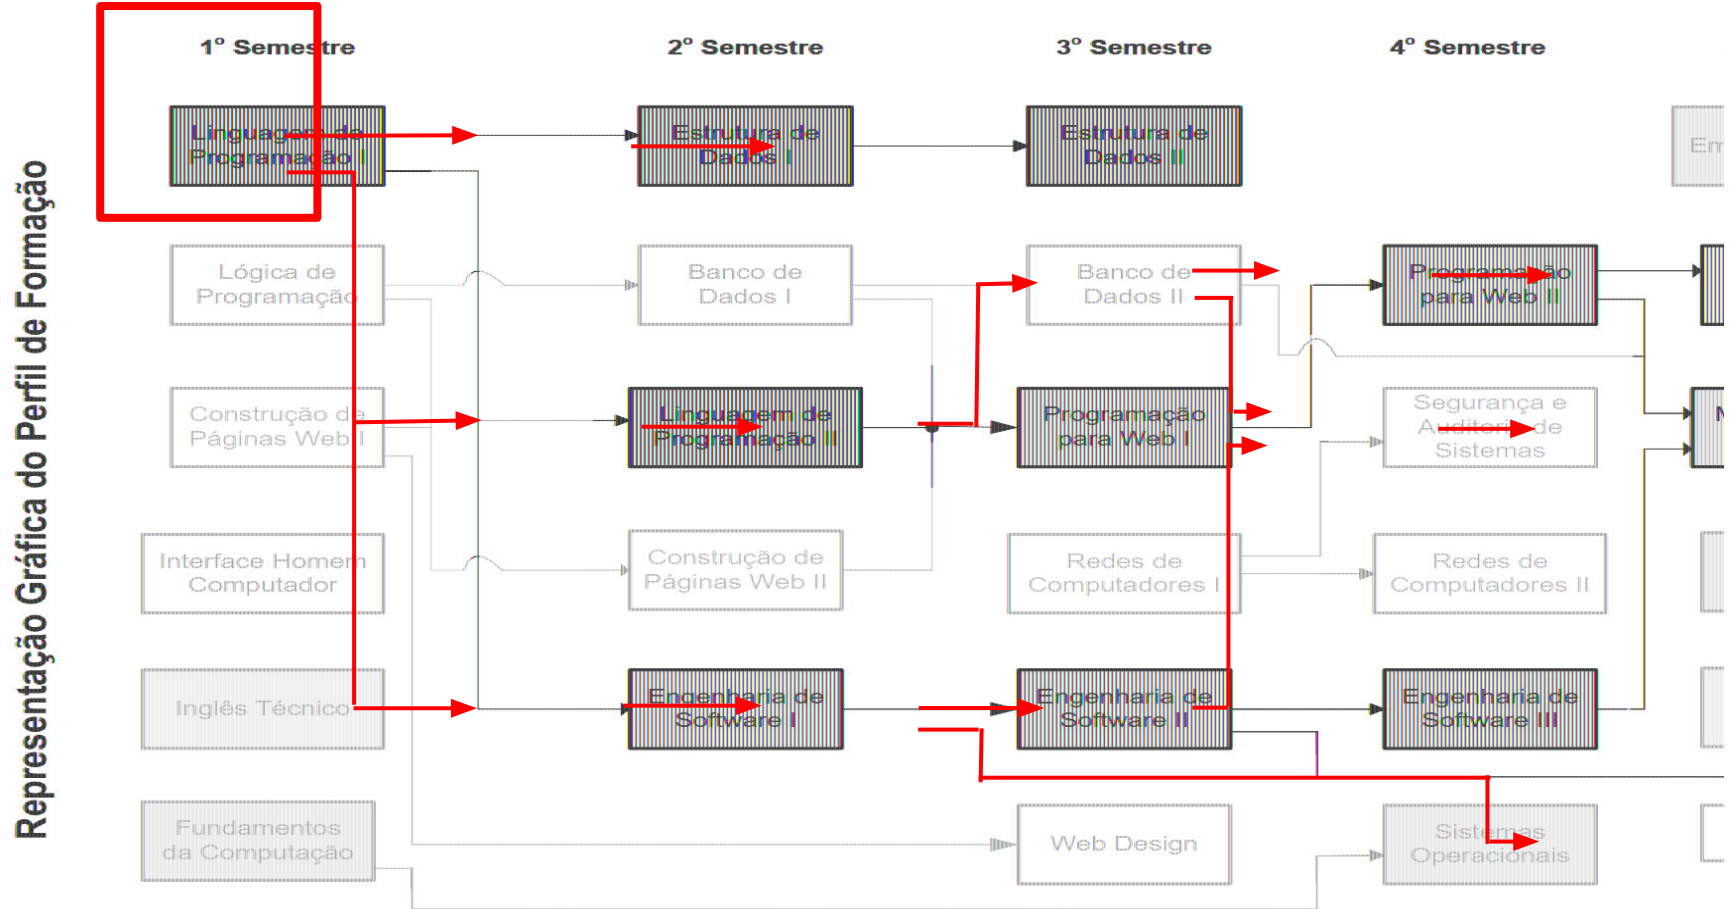 Representação Gráfica do Perfil de Formação
1º Semestre
2º Semestre
3º Semestre
4º Semestre
Linguagem de
Programação I
Estrutura de
Dados I
Estrutura de
Dados II
Em
Lógica de
Programação
Banco de
Dados I
Banco de
Dados II
Programação
para Web II
Construção de
Páginas Web I
Linguagem de
Programação II
Programação
para Web I
Segurança e
Auditoria de
Sistemas
Interface Homem
Computador
Construção de
Páginas Web II
Redes de
Computadores I
Redes de
Computadores II
Inglês Técnico
Engenharia de
Software I
Engenharia de
Software II
Engenharia de
Software III
Fundamentos
da Computação
Web Design
Sistemas
Operacionais